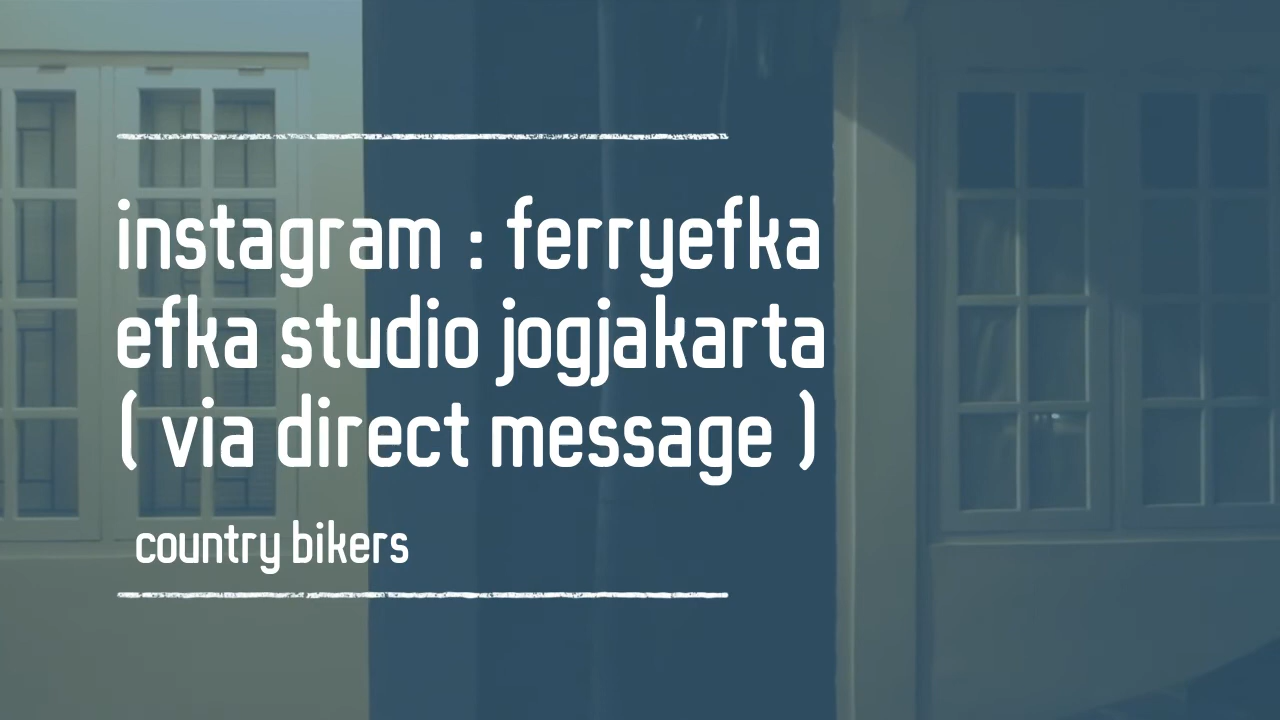 instagram : ferryefka
efka studio jogjakarta
( via direct message )
country bikers